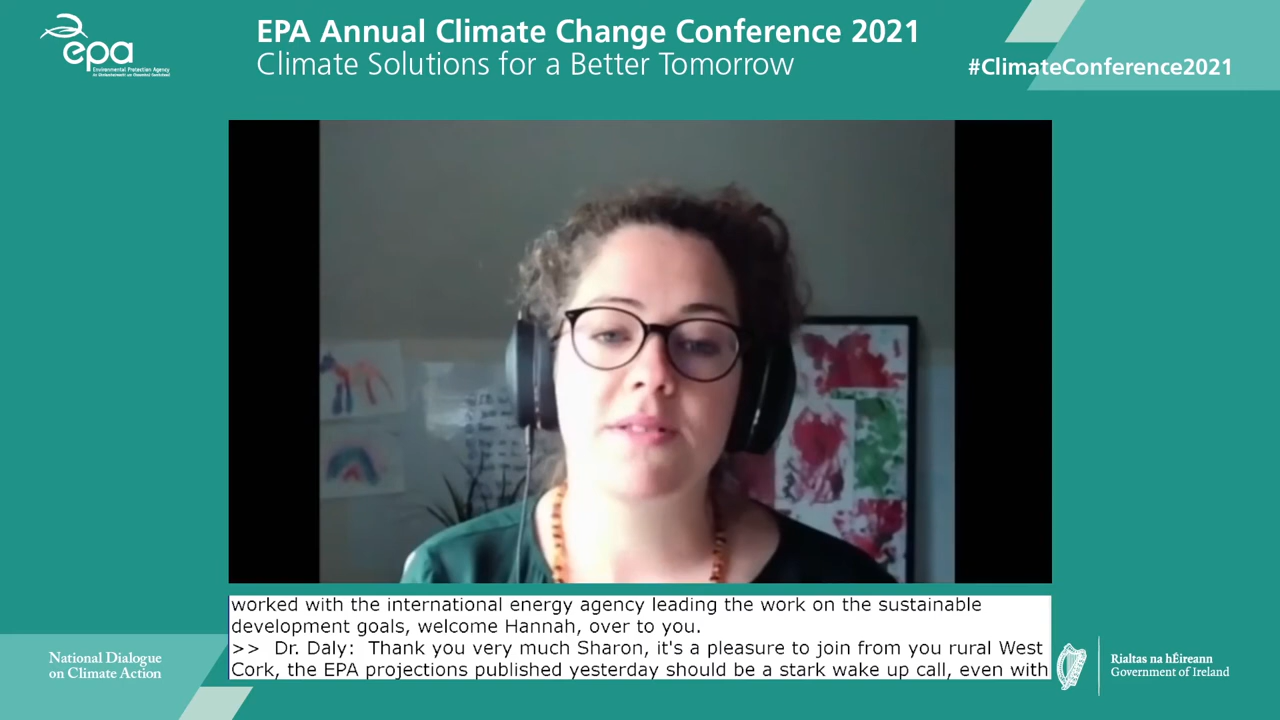 EPA Annual Climate Change Conference 2021
Climate Solutions for a Better Tomorrow
epa
Environmental Protection Agency
#ClimateConference2021
worked with the international energy agency leading the work on the sustainable
development goals, welcome Hannah, over to you.
>> Dr. Daly: Thank you very much Sharon, it's a pleasure to join from you rural West
Cork, the EPA projections published yesterday should be a stark wake up call, even with
National Dialogue
on Climate Action
Rialtas na hÉireann
Government of Ireland